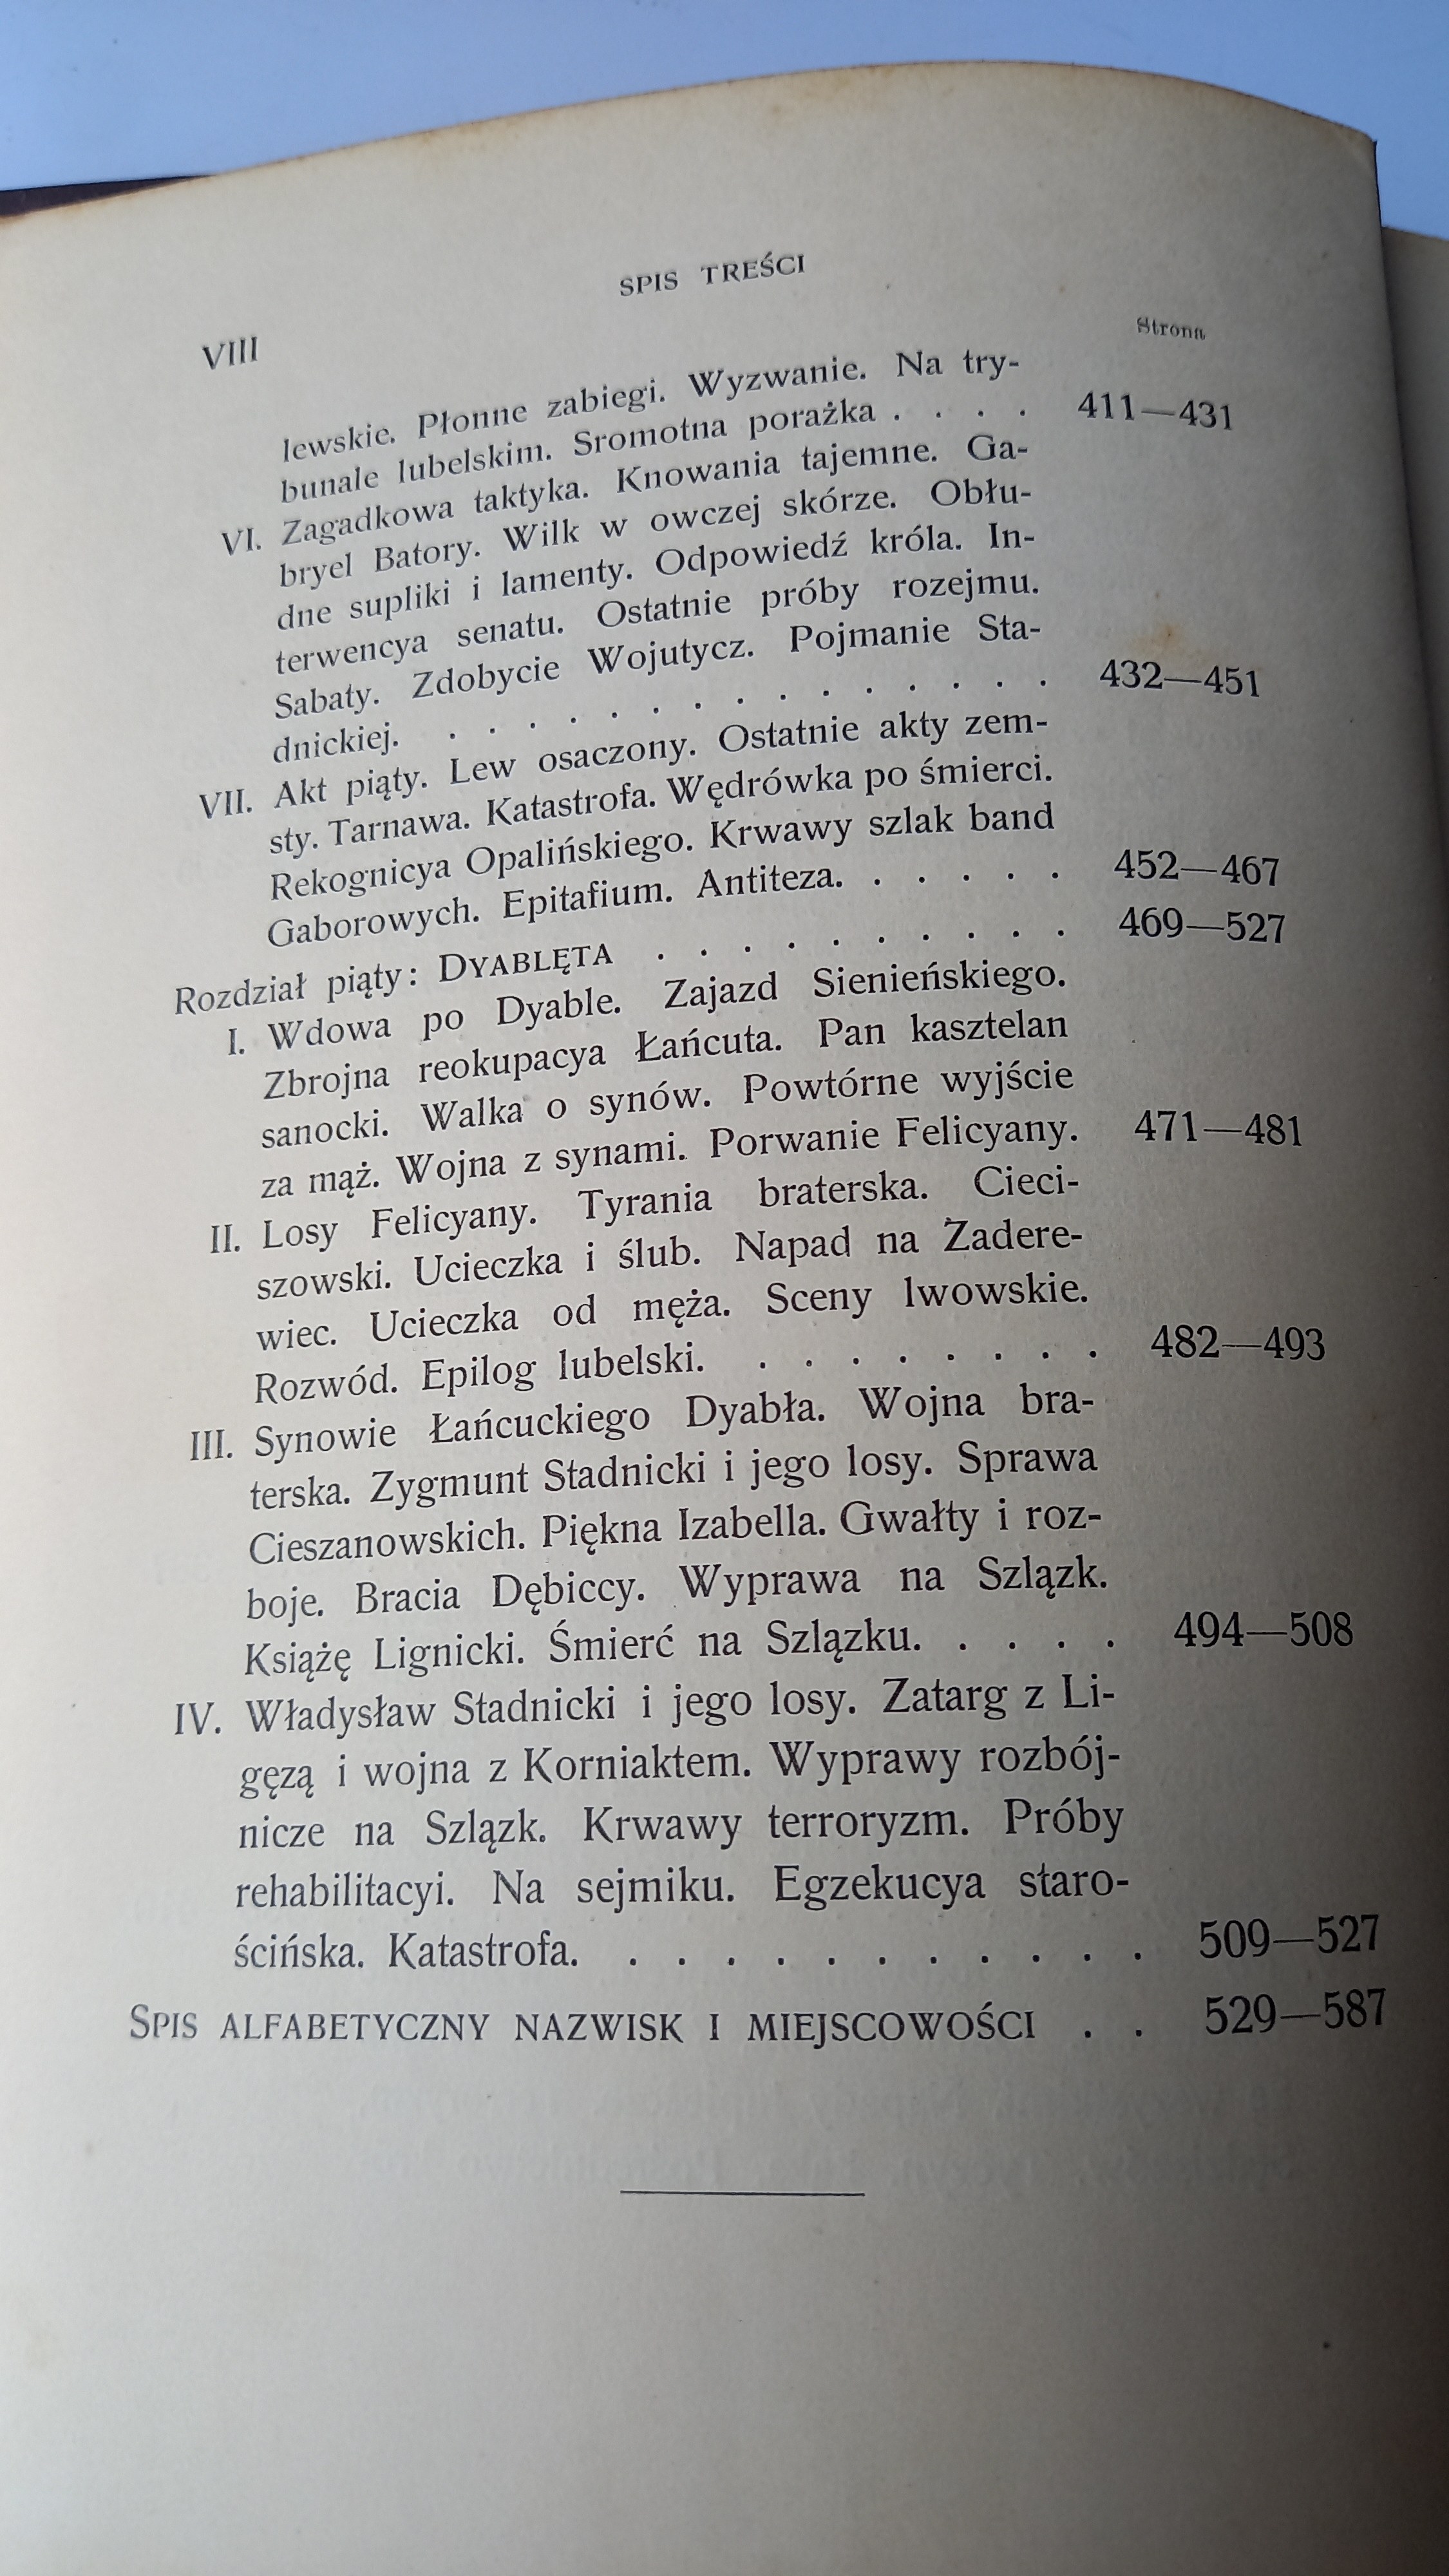 SPIS TREŚCI
VIII
Strona
lewskie. Płonne zabiegi. Wyzwanie. Na try-
bunale lubelskim. Sromotna porażka . . . . 411—431
VI. Zagadkowa taktyka. Knowania tajemne. Ga-
bryel Batory. Wilk w owczej skórze. Obłu-
dne supliki i lamenty. Odpowiedź króla. In-
terwencya senatu. Ostatnie próby rozejmu.
Sabaty. Zdobycie Wojutycz. Pojmanie Sta-
dnickiej. . . . . . . . . . . . . . . . 432—451
VII. Akt piąty. Lew osaczony. Ostatnie akty zem-
sty. Tarnawa. Katastrofa. Wędrówka po śmierci.
Rekognicya Opalińskiego. Krwawy szlak band
Gaborowych. Epitafium. Antiteza. . . . . . 452—467
Rozdział piąty: DYABLĘTA . . . . . . . . . . 469—527
I. Wdowa po Dyable. Zajazd Sienieńskiego.
Zbrojna reokupacya Łańcuta. Pan kasztelan
sanocki. Walka o synów. Powtórne wyjście
za mąż. Wojna z synami. Porwanie Felicyany. 471—481
II. Losy Felicyany. Tyrania braterska. Cieci-
szowski. Ucieczka i ślub. Napad na Żadere-
wiec. Ucieczka od męża. Sceny lwowskie.
Rozwód. Epilog lubelski. . . . . . . . . 482—493
III. Synowie Łańcuckiego Dyabła. Wojna bra-
terska. Zygmunt Stadnicki i jego losy. Sprawa
Cieszanowskich. Piękna Izabella. Gwałty i roz-
boje. Bracia Dębiccy. Wyprawa na Szlązk.
Książę Lignicki. Śmierć na Szlązku. . . . . 494—508
IV. Władysław Stadnicki i jego losy. Zatarg z Li-
gęzą i wojna z Korniaktem. Wyprawy rozbój-
nicze na Szlązk. Krwawy terroryzm. Próby
rehabilitacyi. Na sejmiku. Egzekucya staro-
ścińska. Katastrofa. . . . . . . . . . . . 509—527
SPIS ALFABETYCZNY NAZWISK I MIEJSCOWOŚCI . . 529—587